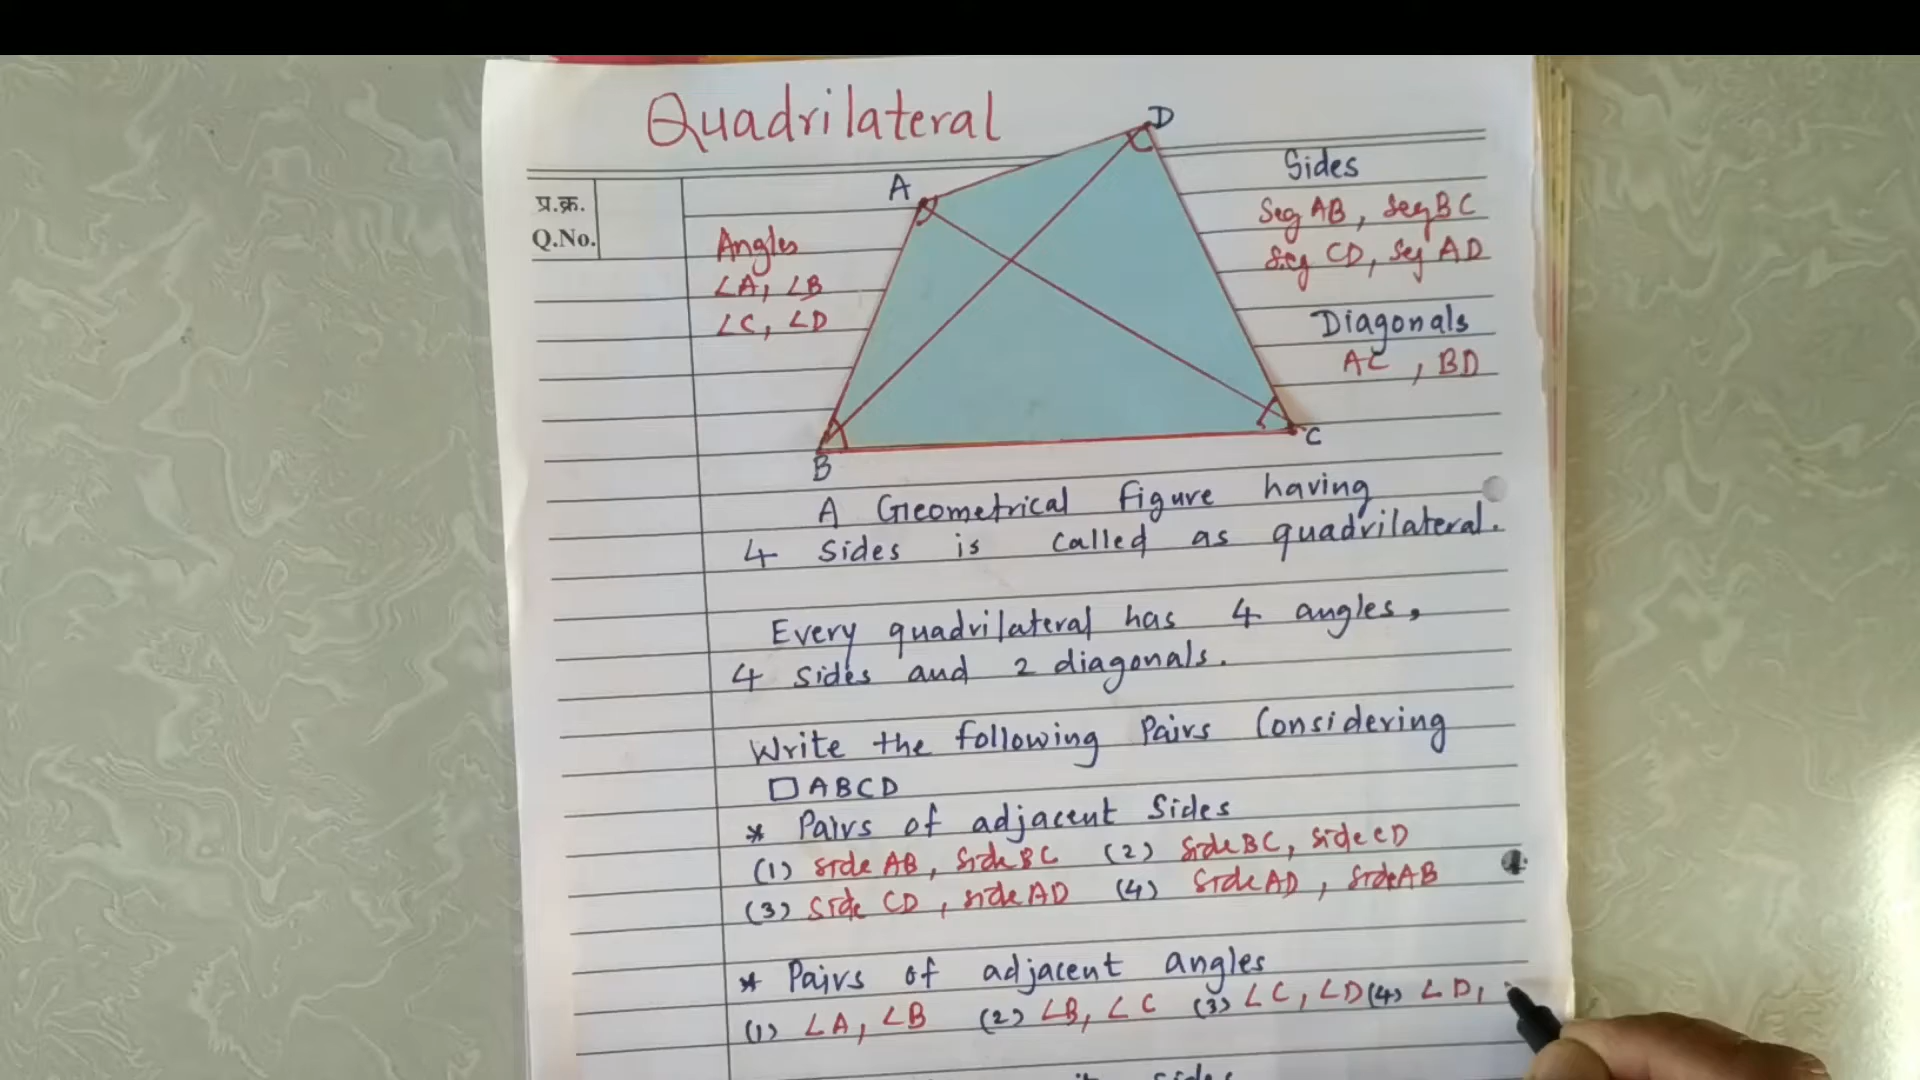 Quadrilateral
D
A
प्र.क्र.
Q.No.
Angles
∠A, ∠B
∠C, ∠D
Sides
Seg AB, Seg BC
Seg CD, Seg AD
Diagonals
AC, BD
B
C
A Geometrical figure having
4 sides is called as quadrilateral.
Every quadrilateral has 4 angles,
4 sides and 2 diagonals.
Write the following Pairs Considering
□ABCD
* Pairs of adjacent Sides
(1) Side AB, Side BC (2) Side BC, Side CD
(3) Side CD, Side AD (4) Side AD, Side AB
* Pairs of adjacent angles
(1) ∠A, ∠B (2) ∠B, ∠C (3) ∠C, ∠D (4) ∠D,
sides